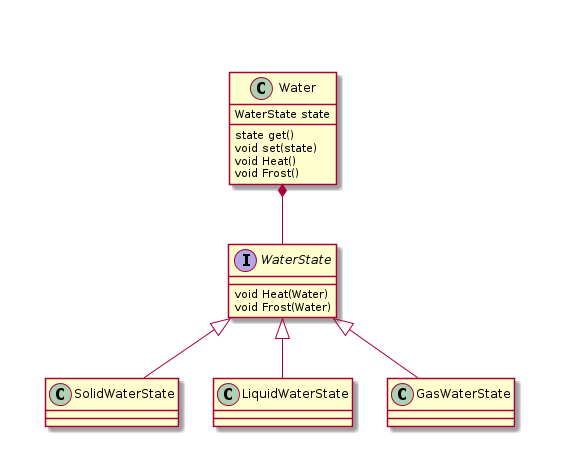 C Water
WaterState state
state get()
void set(state)
void Heat()
void Frost()
I WaterState
void Heat(Water)
void Frost(Water)
C SolidWaterState
C LiquidWaterState
C GasWaterState